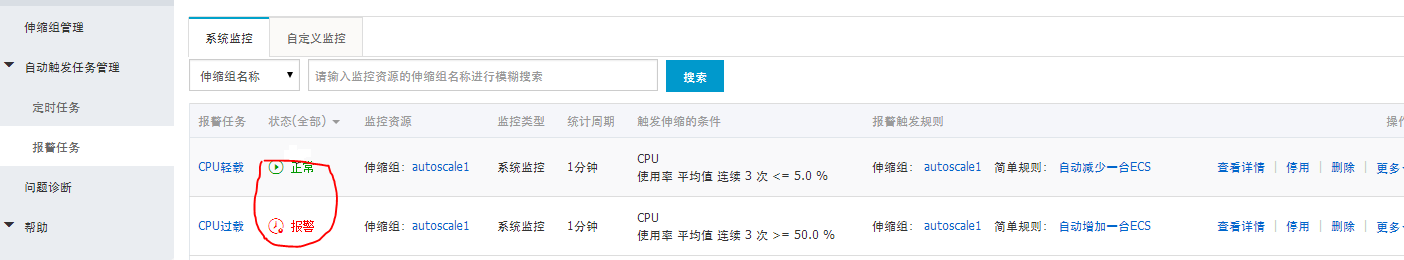 伸缩组管理
自动触发任务管理
定时任务
报警任务
问题诊断
帮助
系统监控 自定义监控
伸缩组名称 请输入监控资源的伸缩组名称进行模糊搜索 搜索
报警任务 状态(全部) 监控资源 监控类型 统计周期 触发伸缩的条件 报警触发规则 操作
CPU轻载 正常 伸缩组： autoscale1 系统监控 1分钟 CPU
使用率 平均值 连续 3 次 <= 5.0 % 伸缩组： autoscale1 简单规则： 自动减少一台ECS 查看详情 | 停用 | 删除 | 更多
CPU过载 报警 伸缩组： autoscale1 系统监控 1分钟 CPU
使用率 平均值 连续 3 次 >= 50.0 % 伸缩组： autoscale1 简单规则： 自动增加一台ECS 查看详情 | 停用 | 删除 | 更多